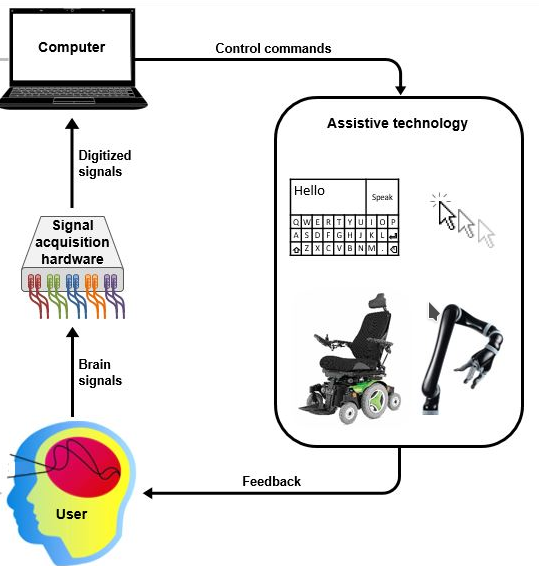 Computer
Control commands
Assistive technology
Digitized
signals
Hello
Speak
Q W E R T Y U I O P
A S D F G H J K L
Z X C V B N M .
Signal
acquisition
hardware
Brain
signals
Feedback
User